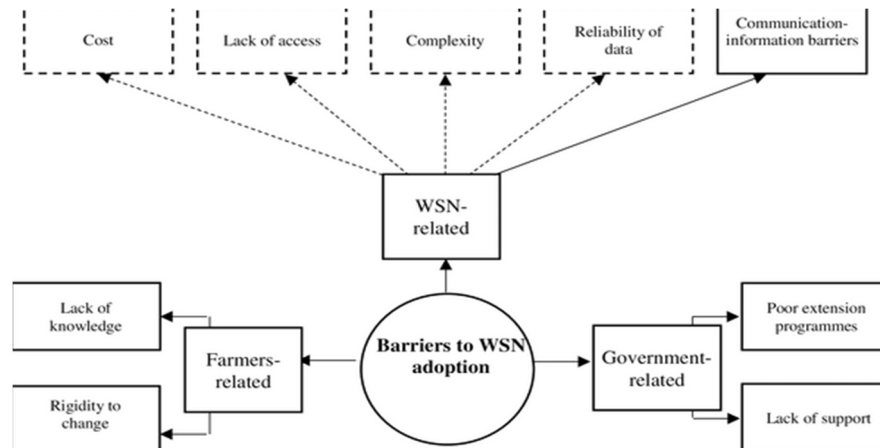 Cost
Lack of access
Complexity
Reliability of
data
Communication-
information barriers
WSN-
related
Lack of
knowledge
Rigidity to
change
Farmers-
related
Barriers to WSN
adoption
Government-
related
Poor extension
programmes
Lack of support